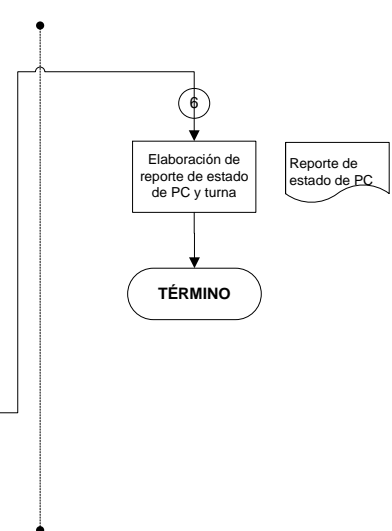 6
Elaboración de
reporte de estado
de PC y turna
Reporte de
estado de PC
TÉRMINO